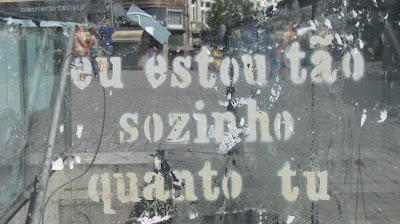 eu estou tão
sozinho
quanto tu